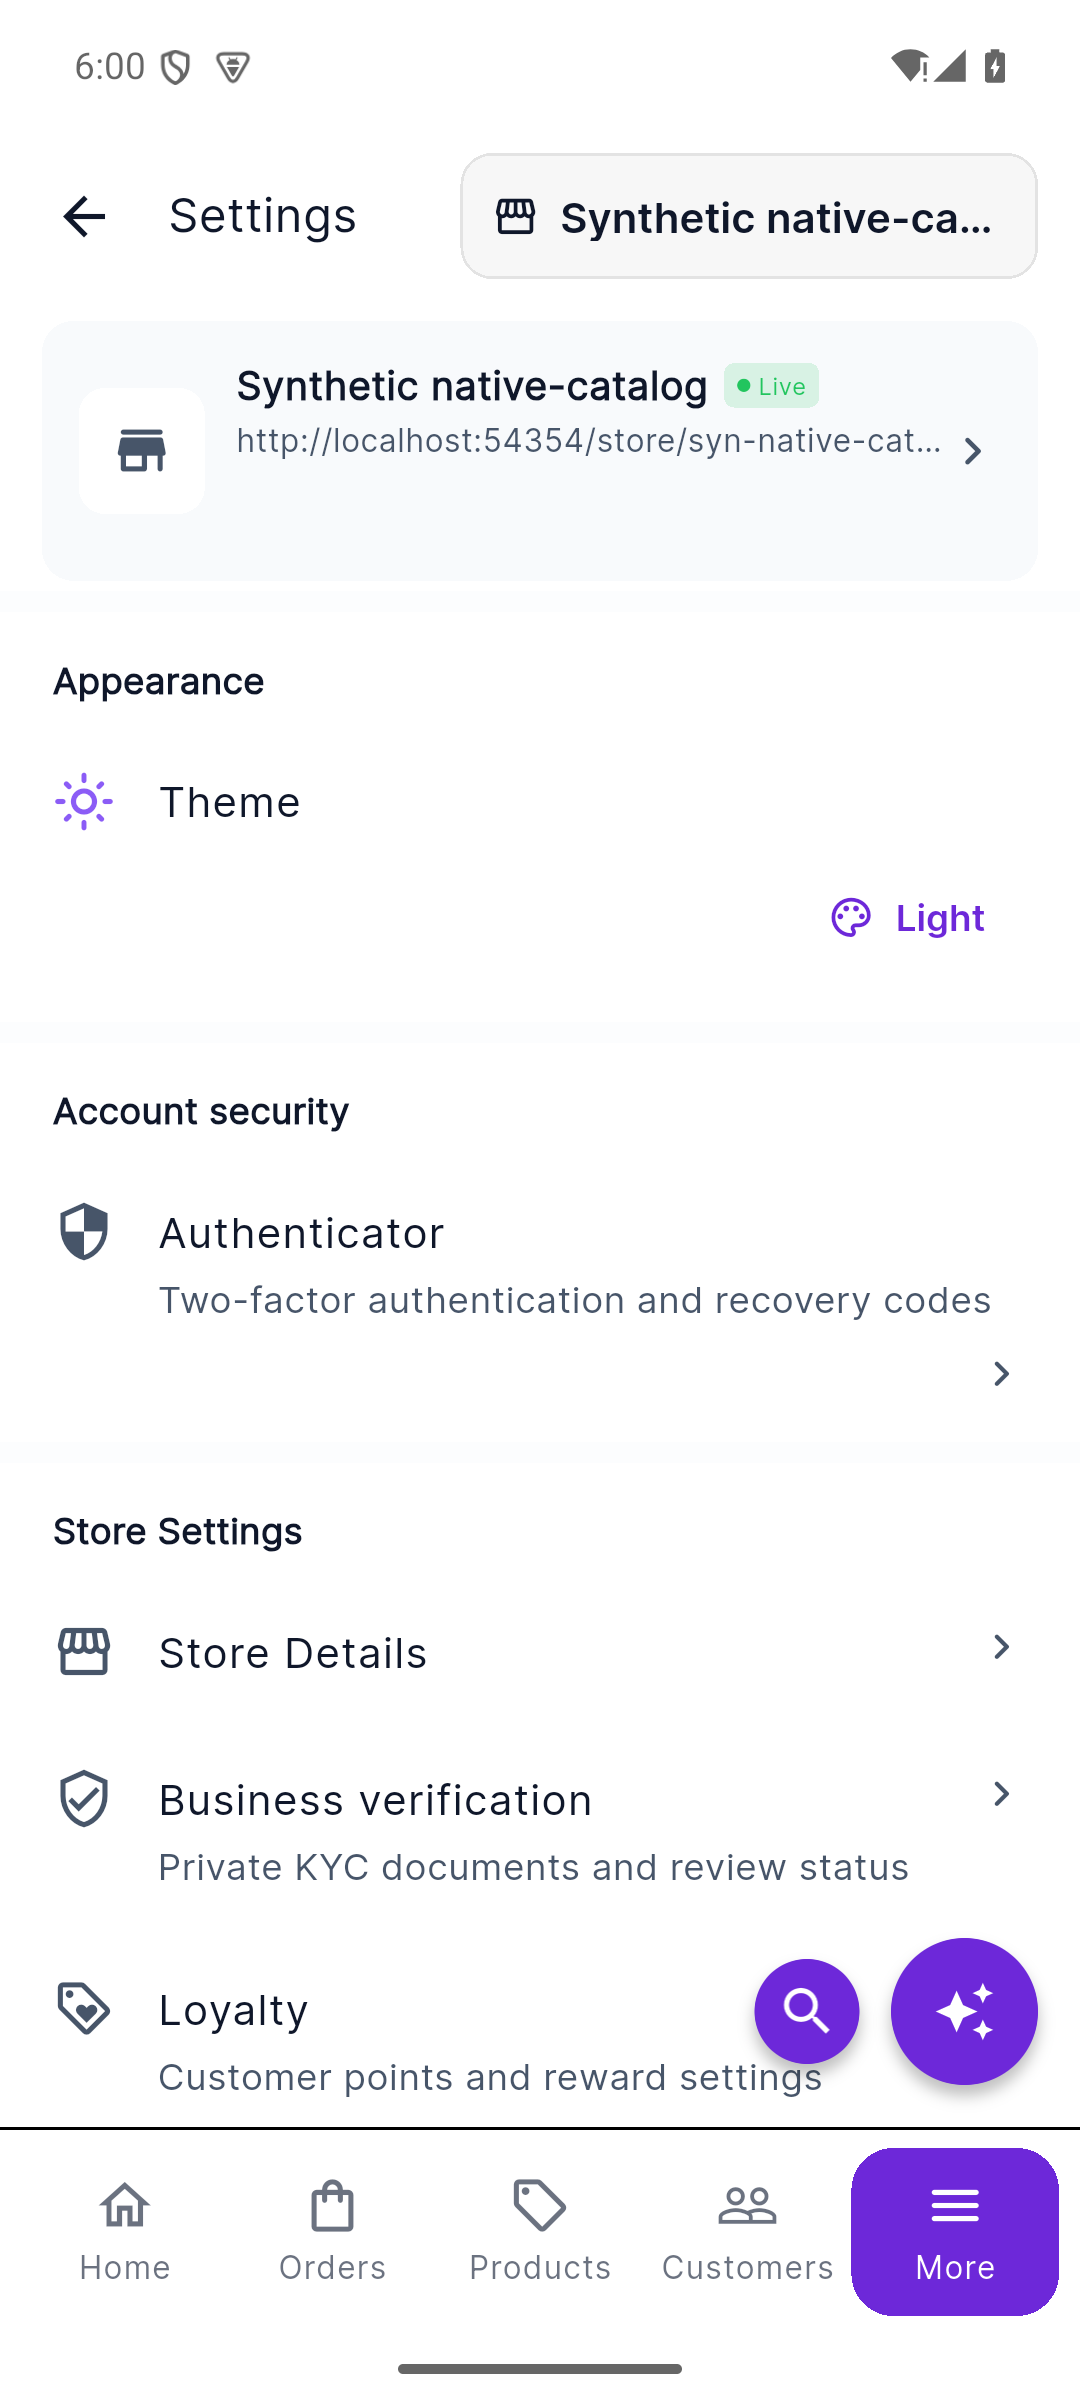 6:00
Settings
Synthetic native-ca...
Synthetic native-catalog
Live
http://localhost:54354/store/syn-native-cat...
Appearance
Theme
Light
Account security
Authenticator
Two-factor authentication and recovery codes
Store Settings
Store Details
Business verification
Private KYC documents and review status
Loyalty
Customer points and reward settings
Home
Orders
Products
Customers
More